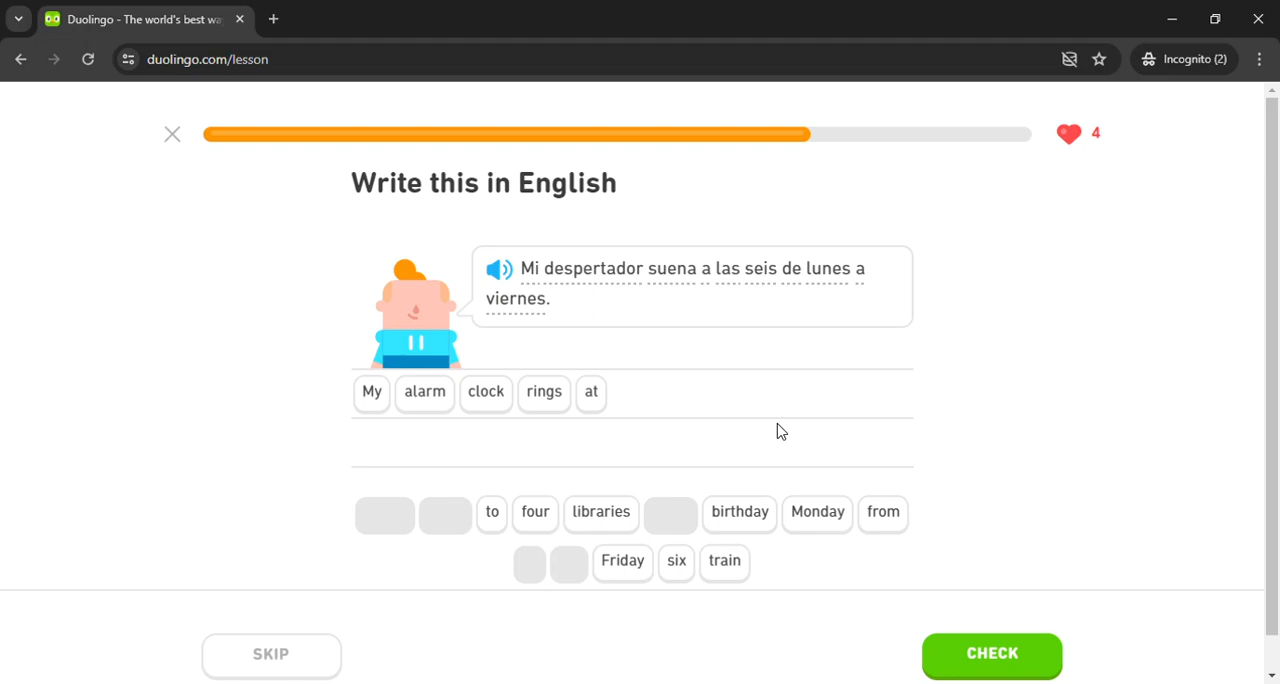 Duolingo - The world's best wa
duolingo.com/lesson
Incognito (2)
4
Write this in English
Mi despertador suena a las seis de lunes a
viernes.
My alarm clock rings at
to four libraries birthday Monday from
Friday six train
SKIP
CHECK